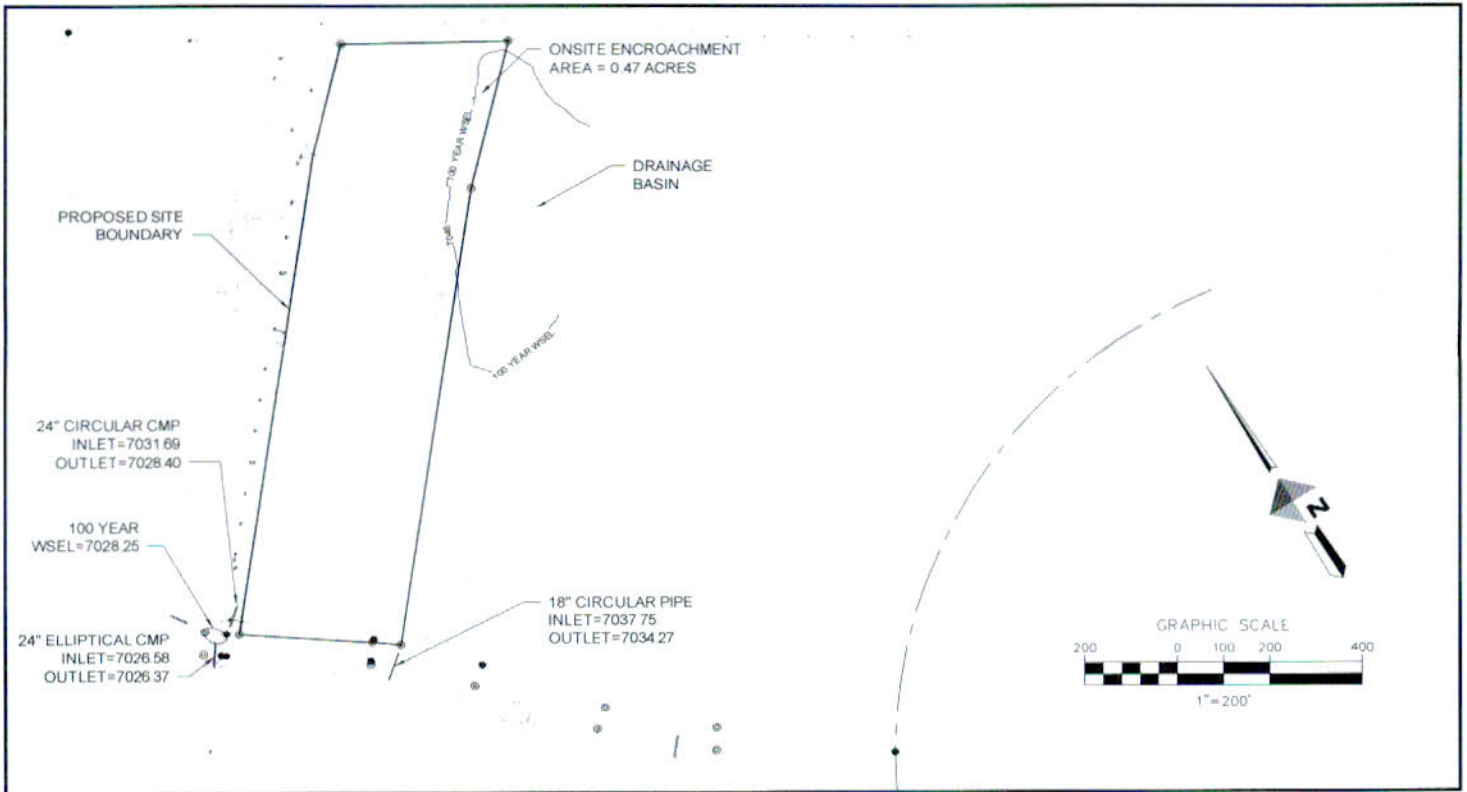 ONSITE ENCROACHMENT
AREA = 0.47 ACRES
100 YEAR WSEL
DRAINAGE
BASIN
PROPOSED SITE
BOUNDARY
100 YEAR WSEL
24" CIRCULAR CMP
INLET=7031.69
OUTLET=7028.40
100 YEAR
WSEL=7028.25
24" ELLIPTICAL CMP
INLET=7026.58
OUTLET=7026.37
18" CIRCULAR PIPE
INLET=7037.75
OUTLET=7034.27
N
GRAPHIC SCALE
200 0 100 200 400
1"=200'